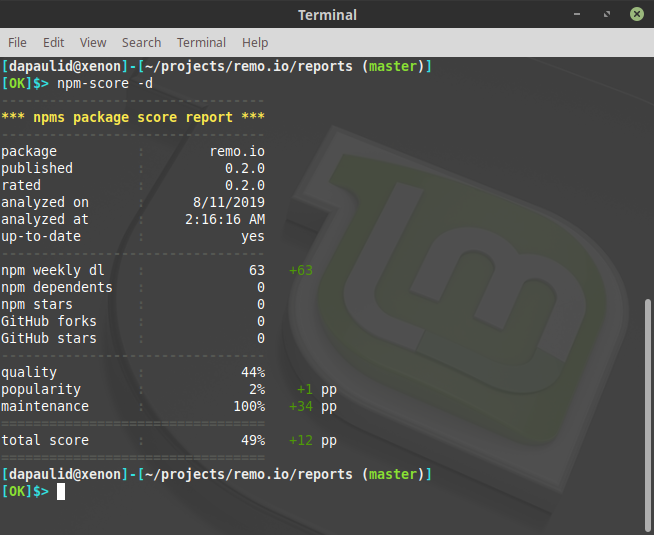 Terminal
File Edit View Search Terminal Help
[dapaulid@xenon]-[~/projects/remo.io/reports (master)]
[OK]$> npm-score -d
---------------------------------
*** npms package score report ***
---------------------------------
package : remo.io
published : 0.2.0
rated : 0.2.0
analyzed on : 8/11/2019
analyzed at : 2:16:16 AM
up-to-date : yes
---------------------------------
npm weekly dl : 63 +63
npm dependents : 0
npm stars : 0
GitHub forks : 0
GitHub stars : 0
---------------------------------
quality : 44%
popularity : 2% +1 pp
maintenance : 100% +34 pp
=================================
total score : 49% +12 pp
=================================
[dapaulid@xenon]-[~/projects/remo.io/reports (master)]
[OK]$>